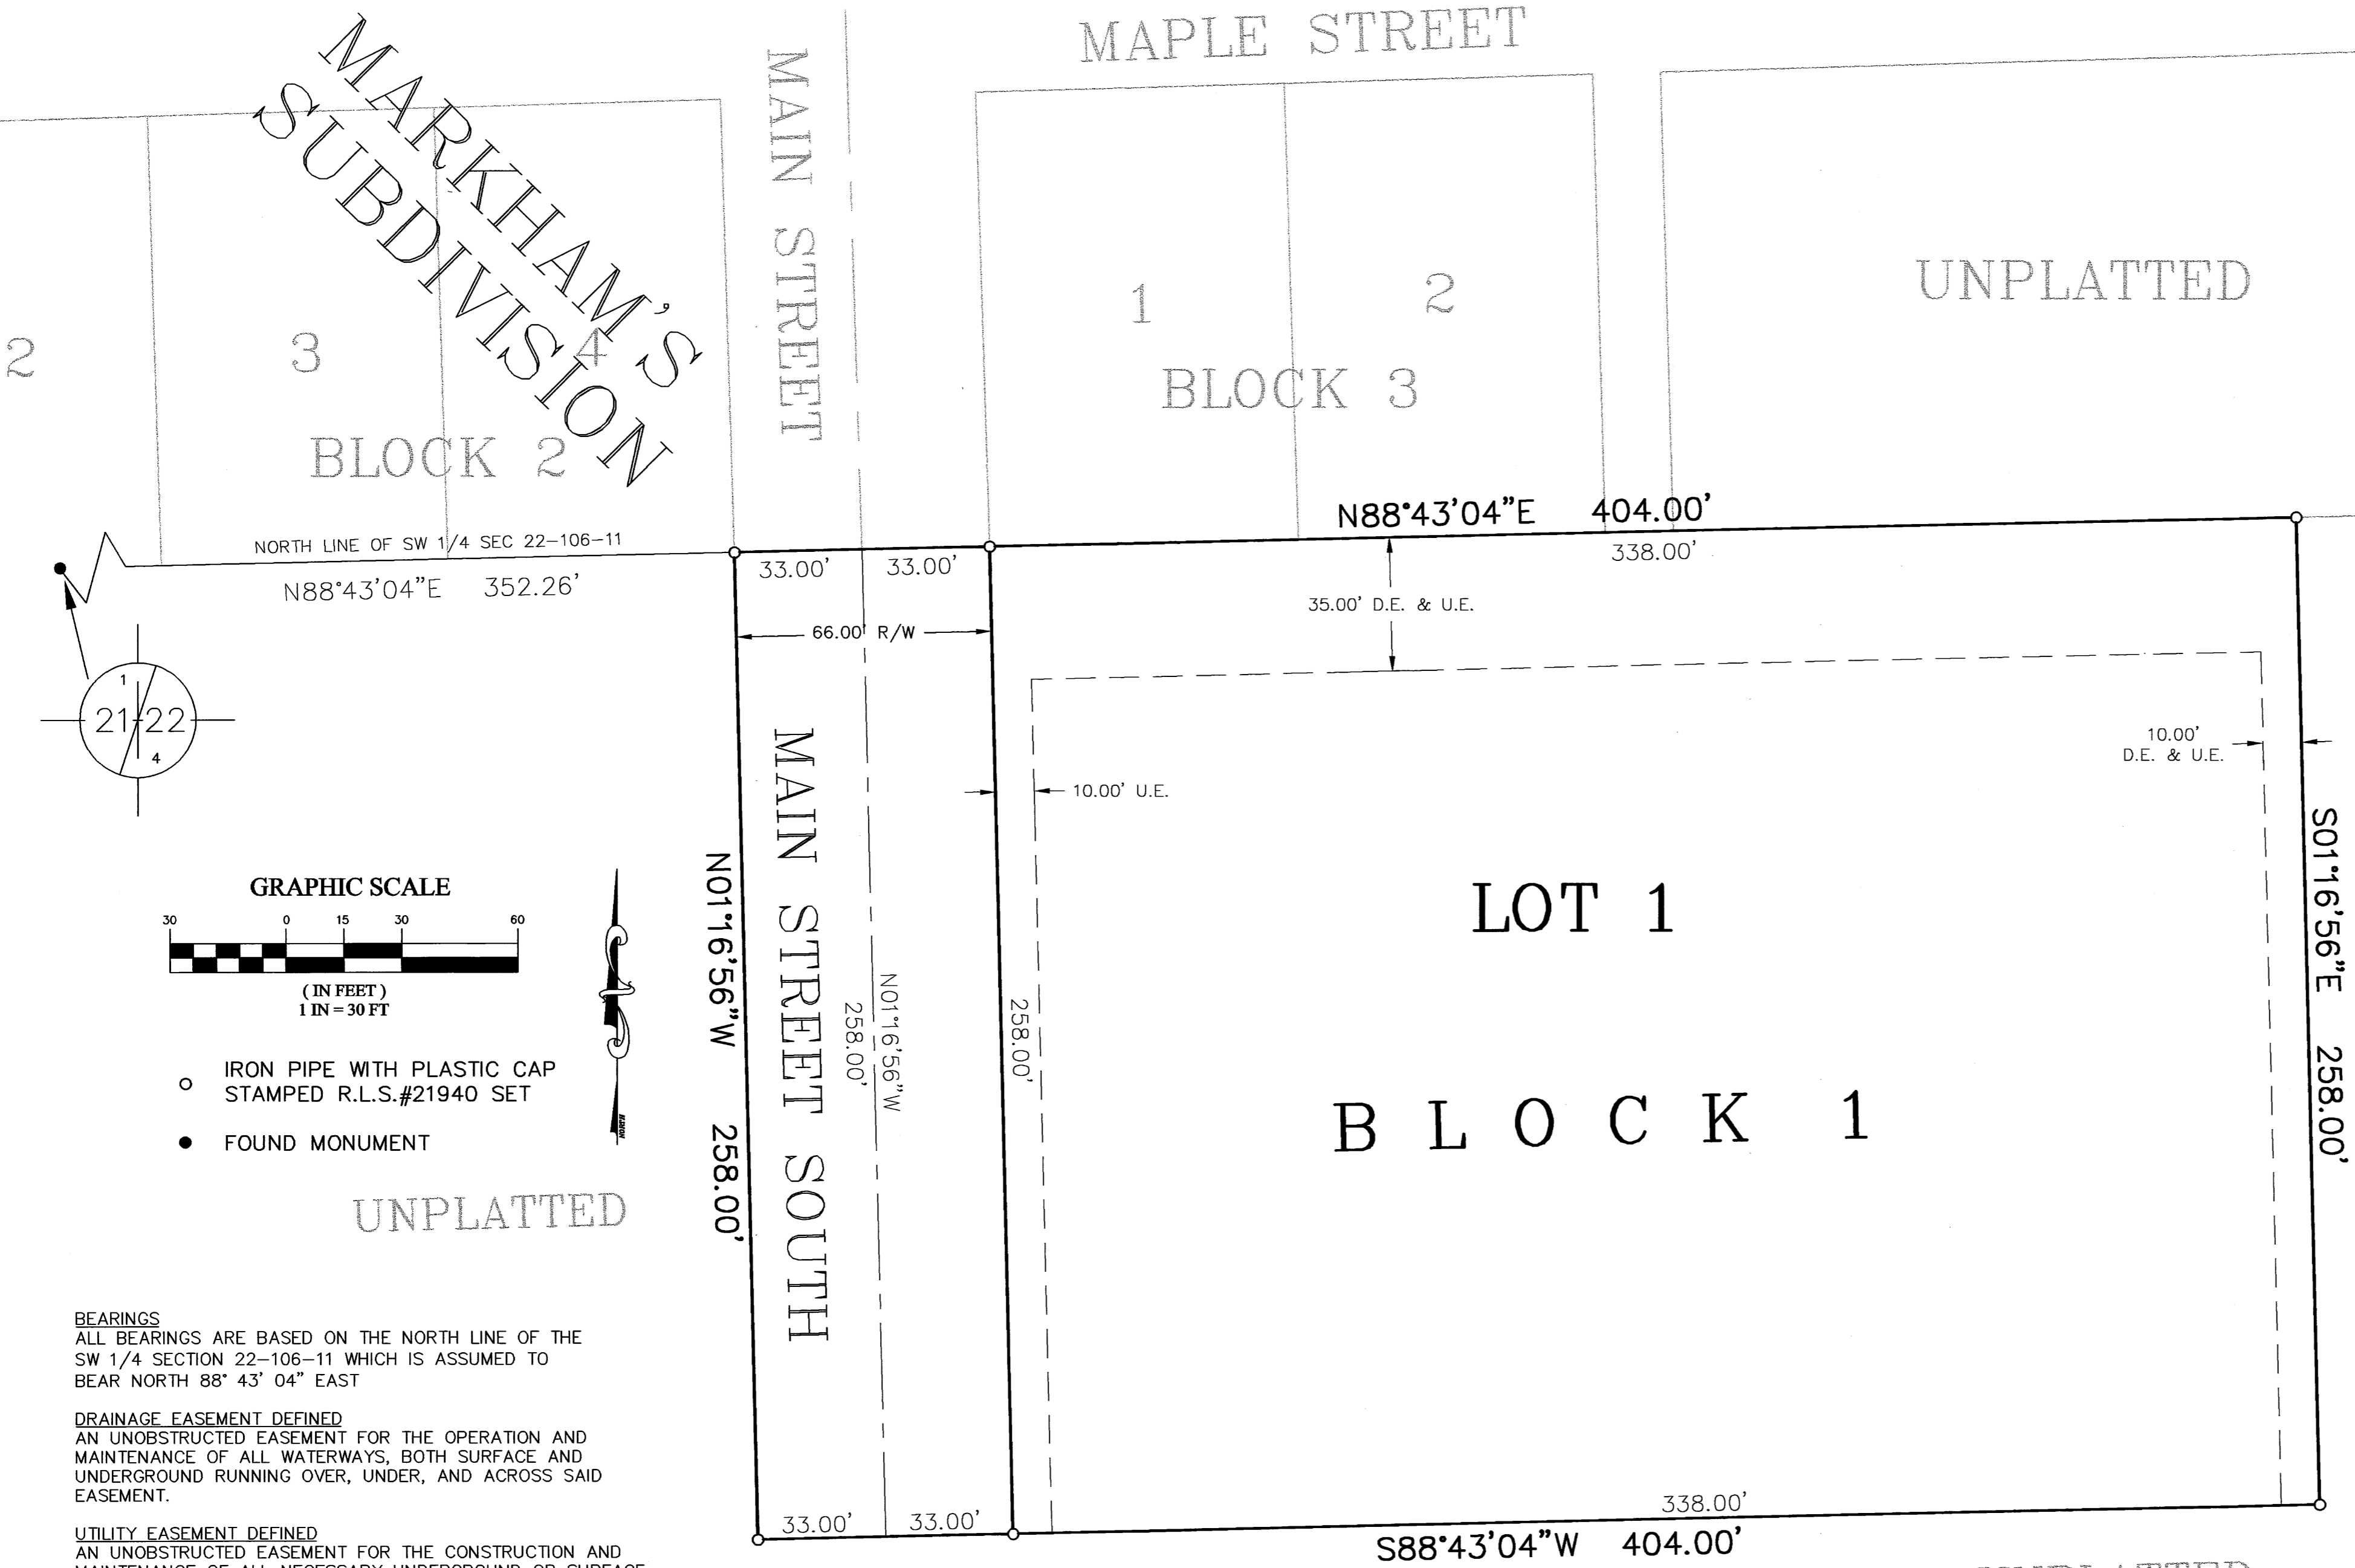 MAPLE STREET
MARKHAM'S
SUBDIVISION
MAIN STREET
2
3
4
BLOCK 2
1
2
BLOCK 3
UNPLATTED
NORTH LINE OF SW 1/4 SEC 22-106-11
N88°43'04"E 352.26'
N88°43'04"E 404.00'
33.00'
33.00'
338.00'
35.00' D.E. & U.E.
66.00' R/W
1
21 22
4
10.00' U.E.
10.00'
D.E. & U.E.
MAIN STREET SOUTH
N01°16'56"W 258.00'
N01°16'56"W
258.00'
258.00'
S01°16'56"E 258.00'
LOT 1
BLOCK 1
GRAPHIC SCALE
30 0 15 30 60
( IN FEET )
1 IN = 30 FT
NORTH
IRON PIPE WITH PLASTIC CAP
STAMPED R.L.S.#21940 SET
FOUND MONUMENT
UNPLATTED
BEARINGS
ALL BEARINGS ARE BASED ON THE NORTH LINE OF THE
SW 1/4 SECTION 22-106-11 WHICH IS ASSUMED TO
BEAR NORTH 88° 43' 04" EAST
DRAINAGE EASEMENT DEFINED
AN UNOBSTRUCTED EASEMENT FOR THE OPERATION AND
MAINTENANCE OF ALL WATERWAYS, BOTH SURFACE AND
UNDERGROUND RUNNING OVER, UNDER, AND ACROSS SAID
EASEMENT.
UTILITY EASEMENT DEFINED
AN UNOBSTRUCTED EASEMENT FOR THE CONSTRUCTION AND
MAINTENANCE OF ALL NECESSARY UNDERGROUND OR SURFACE
33.00'
33.00'
338.00'
S88°43'04"W 404.00'
UNPLATTED